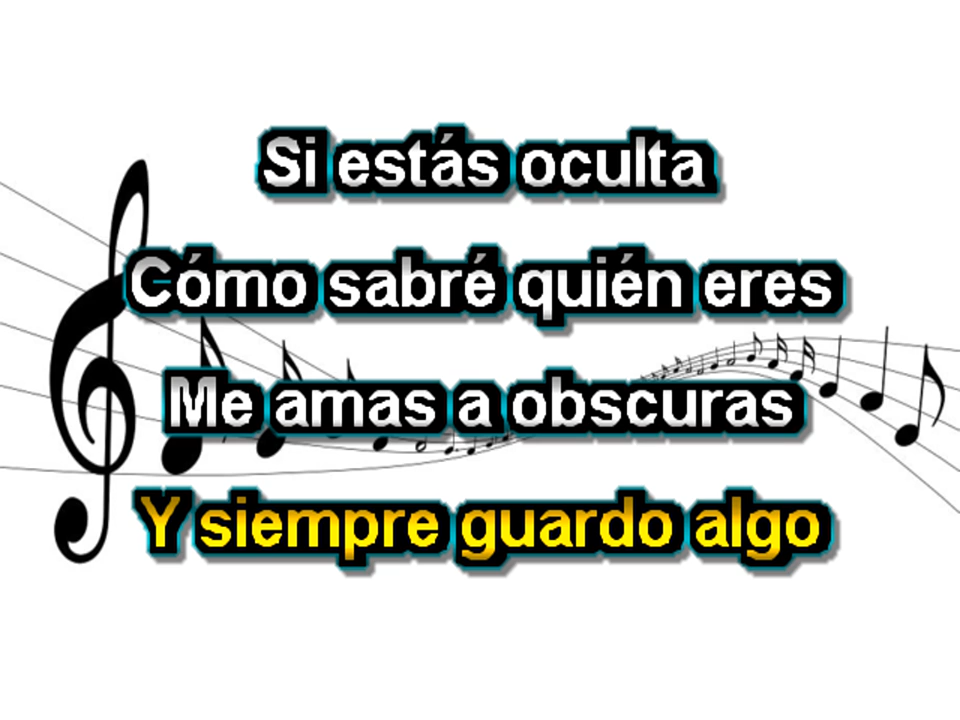 Si estás oculta
Cómo sabré quién eres
Me amas a obscuras
Y siempre guardo algo